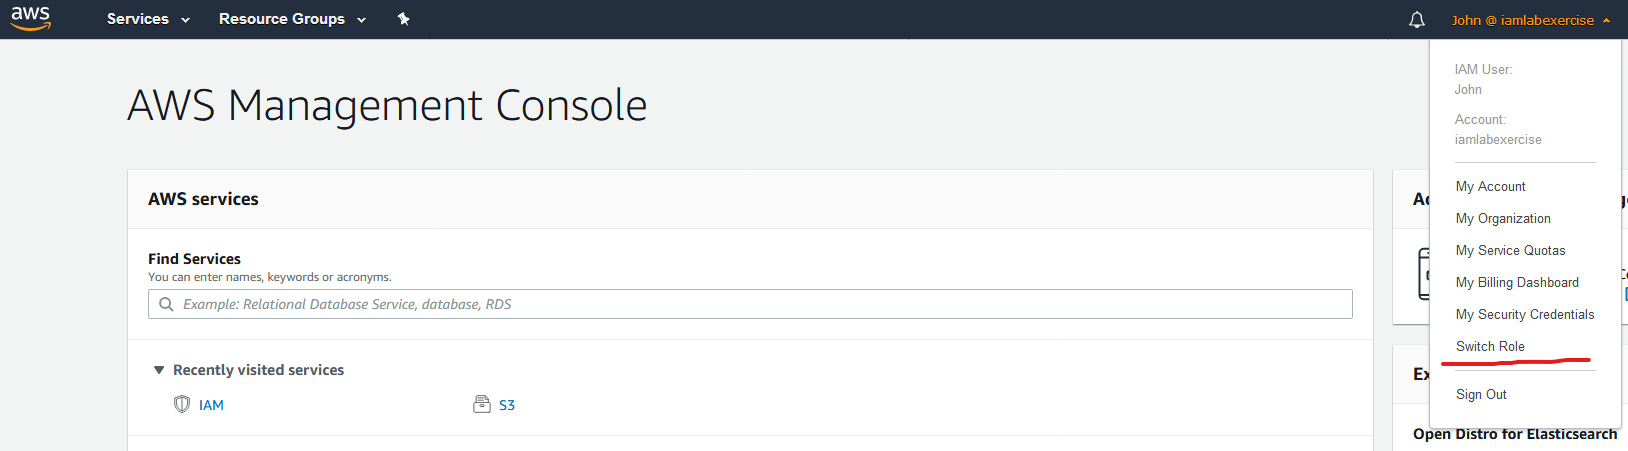 aws
Services
Resource Groups
John @ iamlabexercise
IAM User:
John
Account:
iamlabexercise
My Account
My Organization
My Service Quotas
My Billing Dashboard
My Security Credentials
Switch Role
Sign Out
AWS Management Console
AWS services
Find Services
You can enter names, keywords or acronyms.
Example: Relational Database Service, database, RDS
Recently visited services
IAM
S3
Open Distro for Elasticsearch